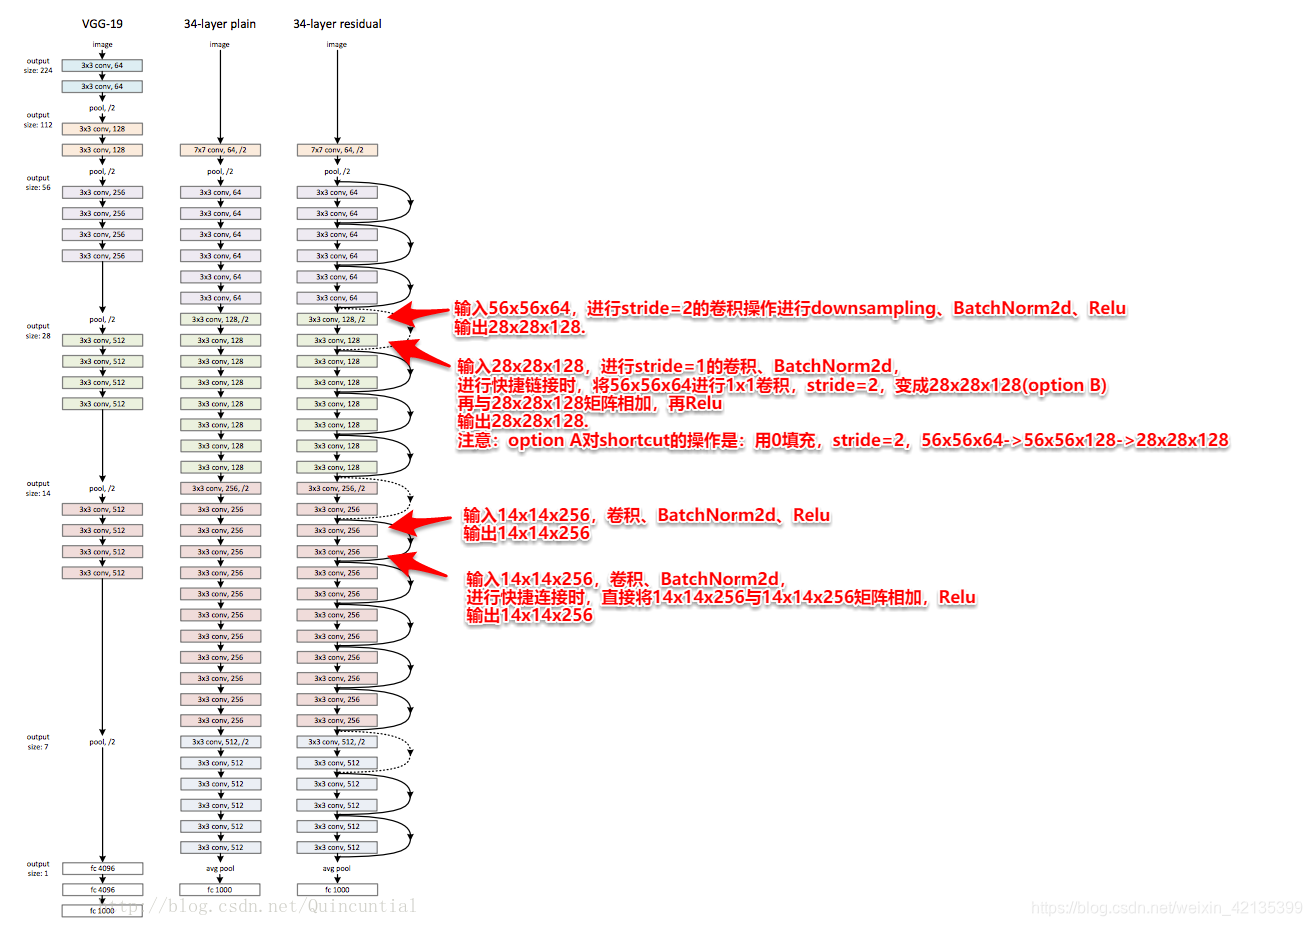 VGG-19
image
output
size: 224
3x3 conv, 64
3x3 conv, 64
pool, /2
output
size: 112
3x3 conv, 128
3x3 conv, 128
pool, /2
output
size: 56
3x3 conv, 256
3x3 conv, 256
3x3 conv, 256
3x3 conv, 256
pool, /2
output
size: 28
3x3 conv, 512
3x3 conv, 512
3x3 conv, 512
3x3 conv, 512
pool, /2
output
size: 14
3x3 conv, 512
3x3 conv, 512
3x3 conv, 512
3x3 conv, 512
output
size: 7
pool, /2
output
size: 1
fc 4096
fc 4096
fc 1000
34-layer plain
image
7x7 conv, 64, /2
pool, /2
3x3 conv, 64
3x3 conv, 64
3x3 conv, 64
3x3 conv, 64
3x3 conv, 64
3x3 conv, 64
3x3 conv, 128, /2
3x3 conv, 128
3x3 conv, 128
3x3 conv, 128
3x3 conv, 128
3x3 conv, 128
3x3 conv, 128
3x3 conv, 128
3x3 conv, 256, /2
3x3 conv, 256
3x3 conv, 256
3x3 conv, 256
3x3 conv, 256
3x3 conv, 256
3x3 conv, 256
3x3 conv, 256
3x3 conv, 256
3x3 conv, 256
3x3 conv, 256
3x3 conv, 256
3x3 conv, 512, /2
3x3 conv, 512
3x3 conv, 512
3x3 conv, 512
3x3 conv, 512
3x3 conv, 512
avg pool
fc 1000
34-layer residual
image
7x7 conv, 64, /2
pool, /2
3x3 conv, 64
3x3 conv, 64
3x3 conv, 64
3x3 conv, 64
3x3 conv, 64
3x3 conv, 64
3x3 conv, 128, /2
3x3 conv, 128
3x3 conv, 128
3x3 conv, 128
3x3 conv, 128
3x3 conv, 128
3x3 conv, 128
3x3 conv, 128
3x3 conv, 256, /2
3x3 conv, 256
3x3 conv, 256
3x3 conv, 256
3x3 conv, 256
3x3 conv, 256
3x3 conv, 256
3x3 conv, 256
3x3 conv, 256
3x3 conv, 256
3x3 conv, 256
3x3 conv, 256
3x3 conv, 512, /2
3x3 conv, 512
3x3 conv, 512
3x3 conv, 512
3x3 conv, 512
3x3 conv, 512
avg pool
fc 1000
输入56x56x64，进行stride=2的卷积操作进行downsampling、BatchNorm2d、Relu
输出28x28x128.
输入28x28x128，进行stride=1的卷积、BatchNorm2d，
进行快捷链接时，将56x56x64进行1x1卷积，stride=2，变成28x28x128(option B)
再与28x28x128矩阵相加，再Relu
输出28x28x128.
注意：option A对shortcut的操作是：用0填充，stride=2，56x56x64->56x56x128->28x28x128
输入14x14x256，卷积、BatchNorm2d、Relu
输出14x14x256
输入14x14x256，卷积、BatchNorm2d，
进行快捷连接时，直接将14x14x256与14x14x256矩阵相加，Relu
输出14x14x256
ttp://blog.csdn.net/Quincuntial
https://blog.csdn.net/weixin_42135399